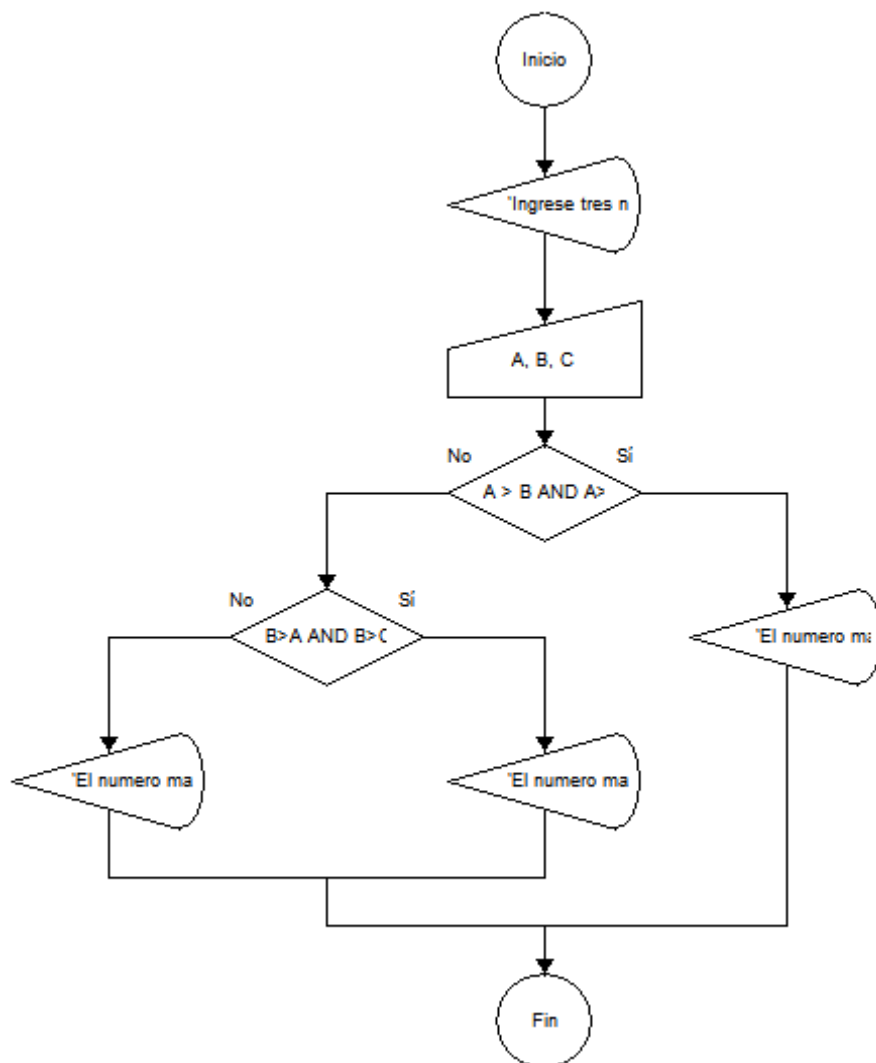 Inicio
"Ingrese tres n
A, B, C
No
Sí
A > B AND A>
No
Sí
B>A AND B>C
"El numero ma
"El numero ma
"El numero ma
Fin